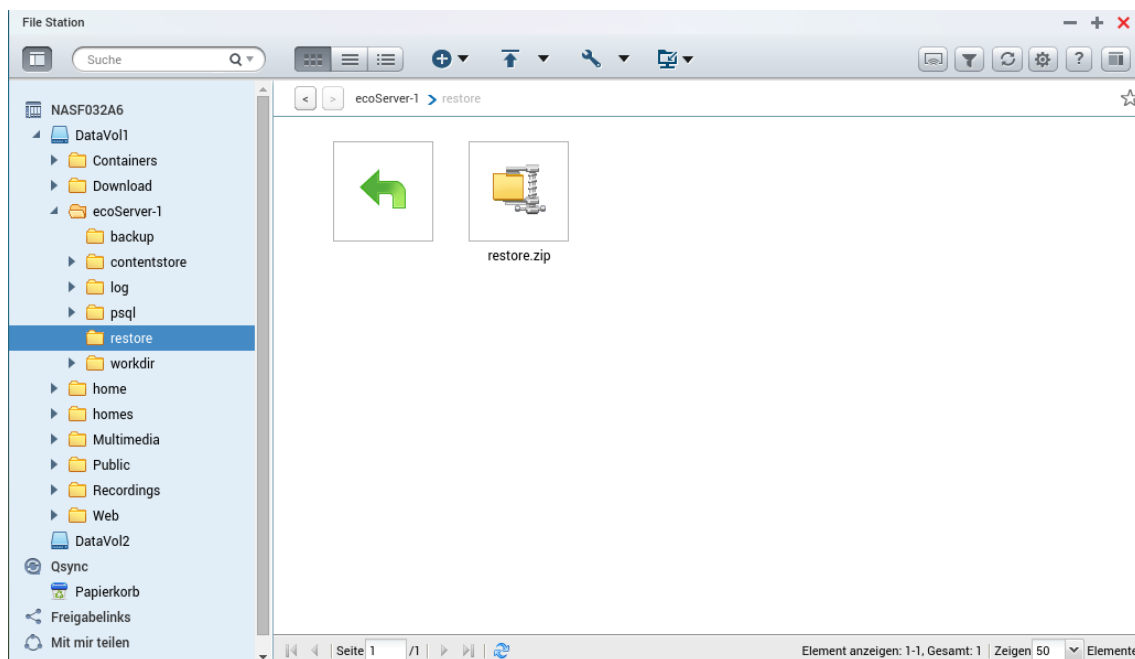 File Station
Suche
NASF032A6
DataVol1
Containers
Download
ecoServer-1
backup
contentstore
log
psql
restore
workdir
home
homes
Multimedia
Public
Recordings
Web
DataVol2
Qsync
Papierkorb
Freigabelinks
Mit mir teilen
< > ecoServer-1 > restore
restore.zip
Seite 1 /1
Element anzeigen: 1-1, Gesamt: 1 Zeigen 50 Elemente